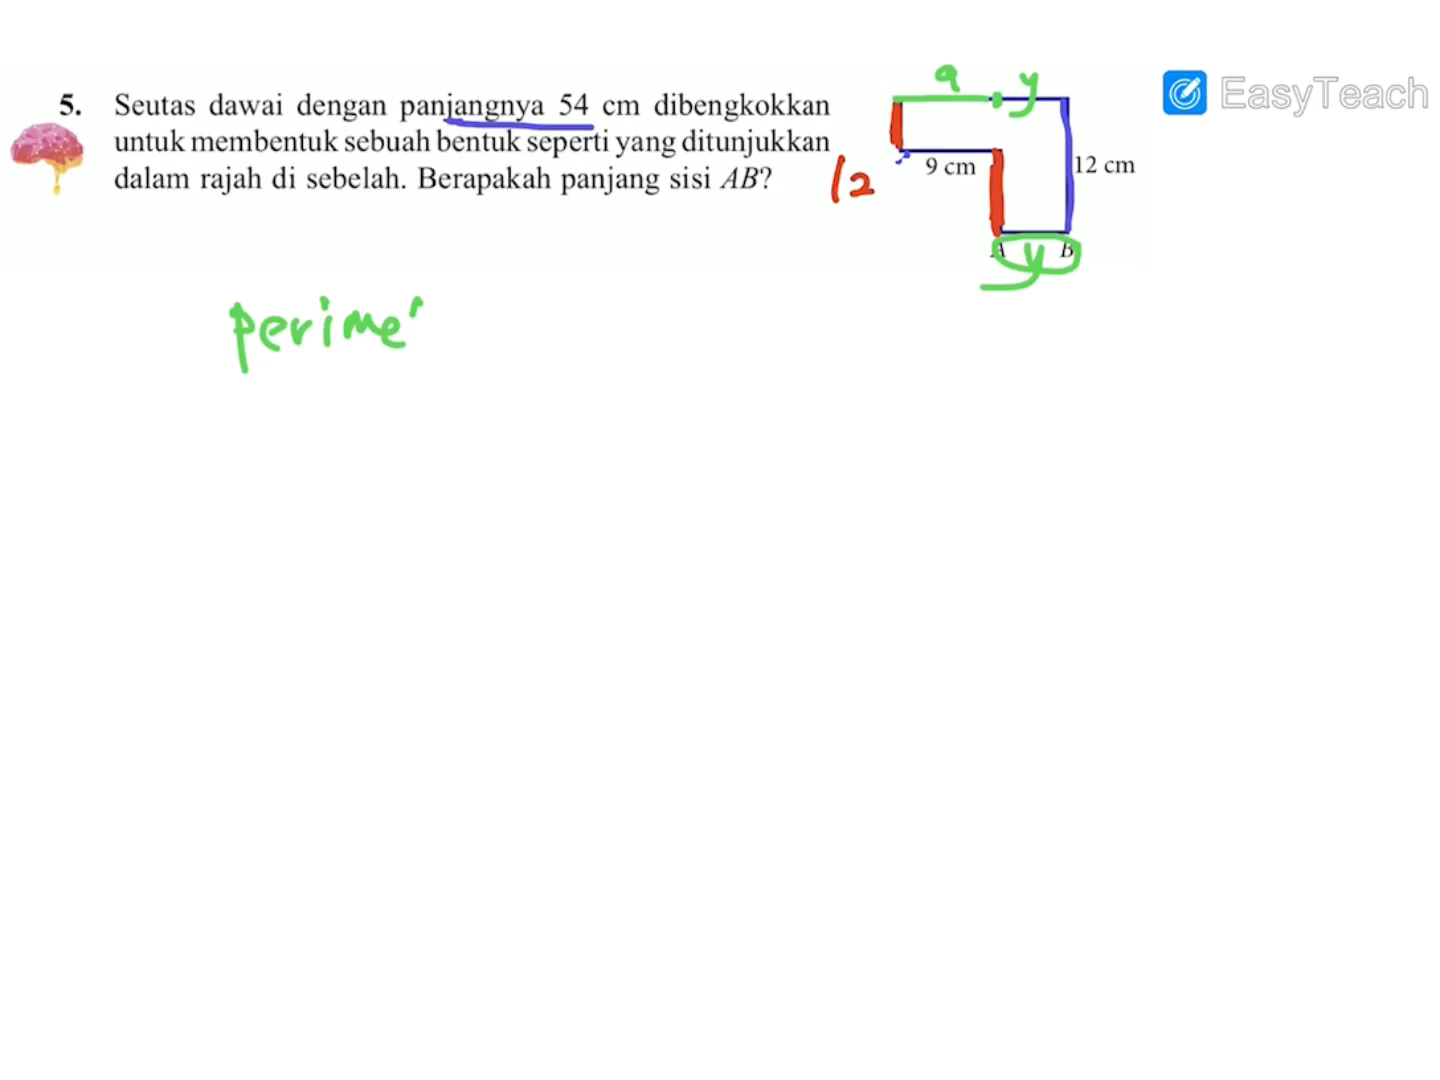 5. Seutas dawai dengan panjangnya 54 cm dibengkokkan
untuk membentuk sebuah bentuk seperti yang ditunjukkan
dalam rajah di sebelah. Berapakah panjang sisi AB?
9 y
12
9 cm
12 cm
A y B
perime
EasyTeach